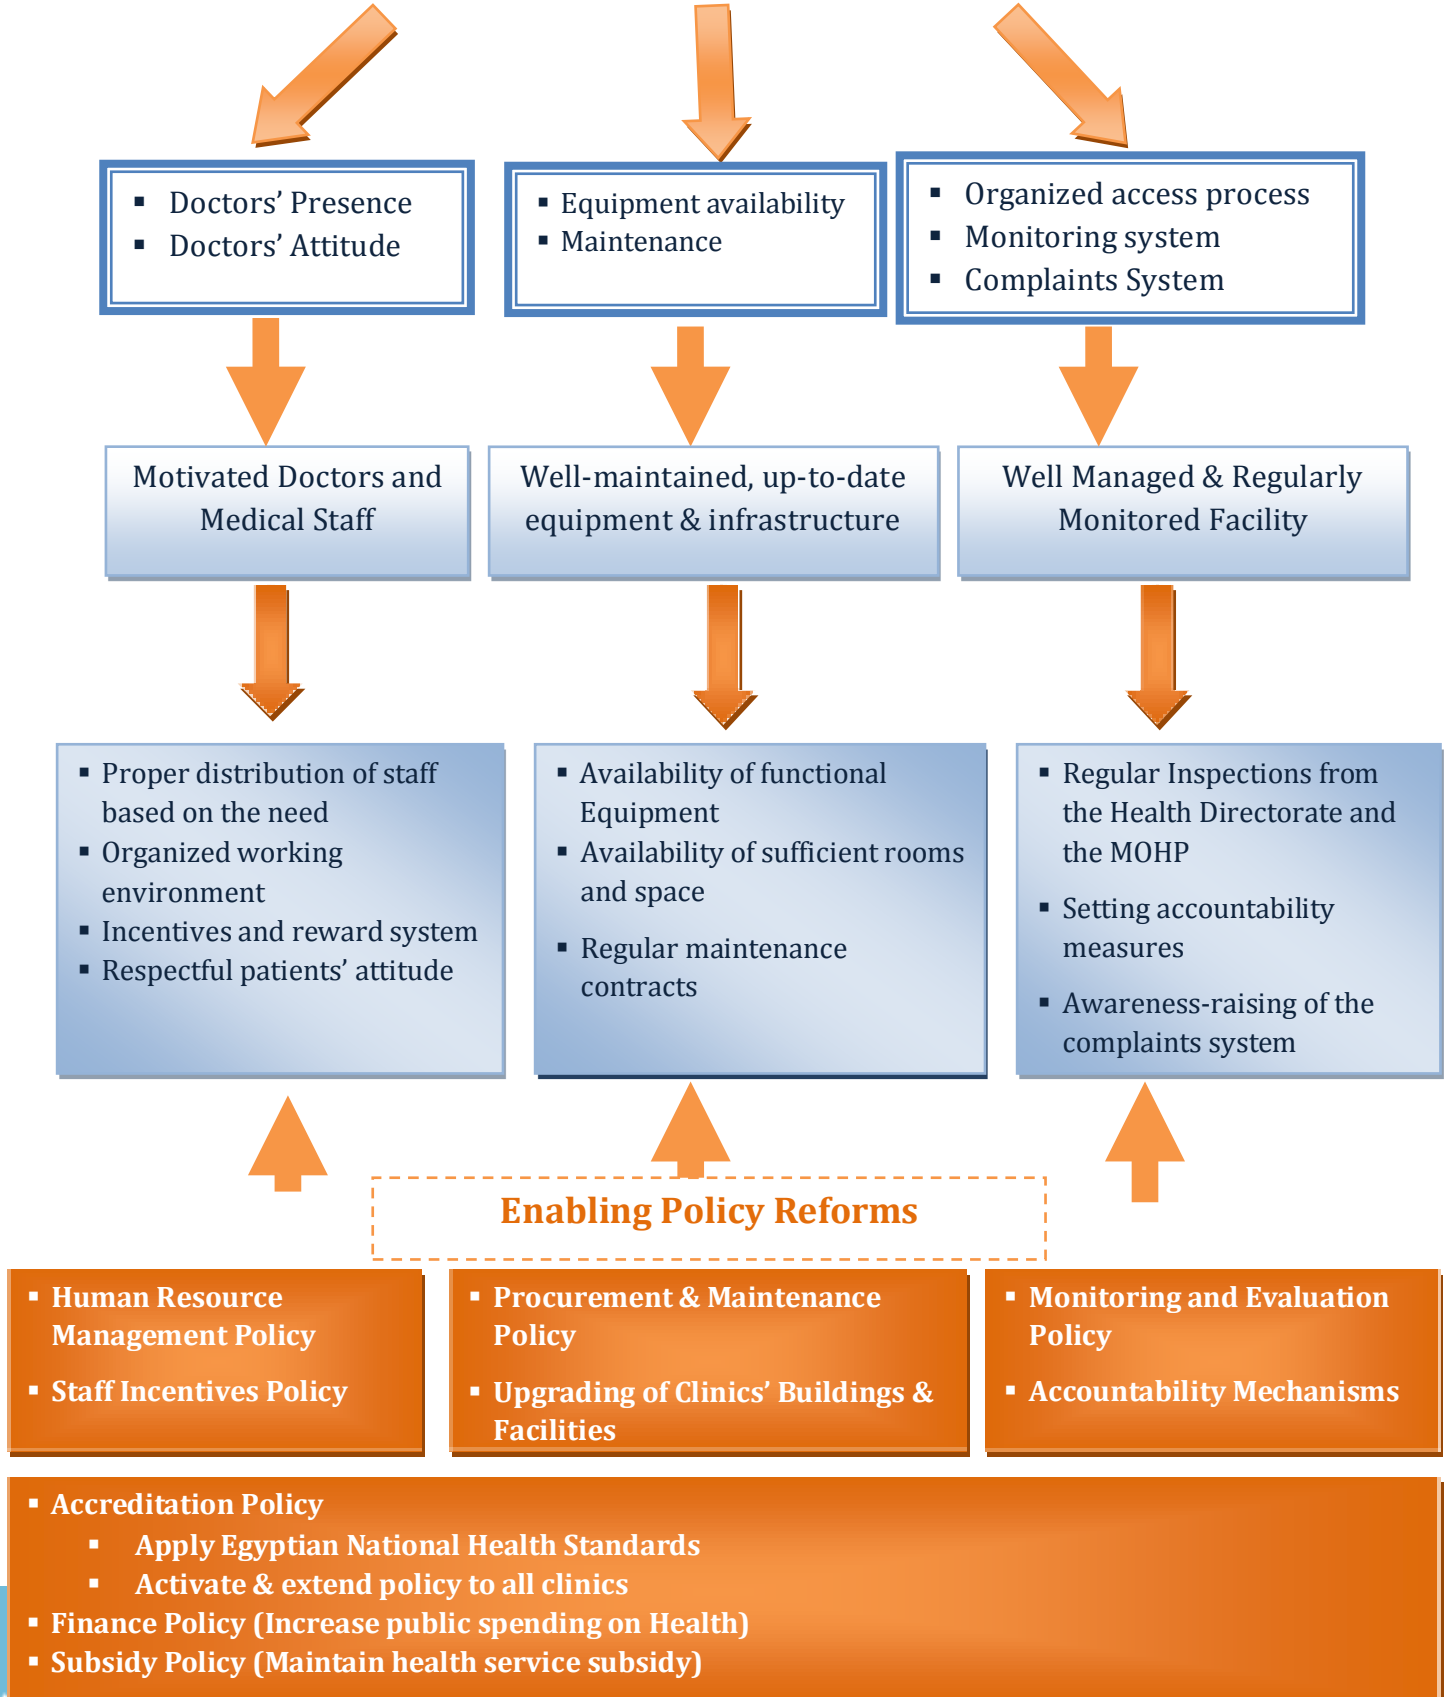 ▪ Doctors’ Presence
▪ Doctors’ Attitude
▪ Equipment availability
▪ Maintenance
▪ Organized access process
▪ Monitoring system
▪ Complaints System
Motivated Doctors and
Medical Staff
Well-maintained, up-to-date
equipment & infrastructure
Well Managed & Regularly
Monitored Facility
▪ Proper distribution of staff
based on the need
▪ Organized working
environment
▪ Incentives and reward system
▪ Respectful patients’ attitude
▪ Availability of functional
Equipment
▪ Availability of sufficient rooms
and space
▪ Regular maintenance
contracts
▪ Regular Inspections from
the Health Directorate and
the MOHP
▪ Setting accountability
measures
▪ Awareness-raising of the
complaints system
Enabling Policy Reforms
▪ Human Resource
Management Policy
▪ Staff Incentives Policy
▪ Procurement & Maintenance
Policy
▪ Upgrading of Clinics’ Buildings &
Facilities
▪ Monitoring and Evaluation
Policy
▪ Accountability Mechanisms
▪ Accreditation Policy
▪ Apply Egyptian National Health Standards
▪ Activate & extend policy to all clinics
▪ Finance Policy (Increase public spending on Health)
▪ Subsidy Policy (Maintain health service subsidy)